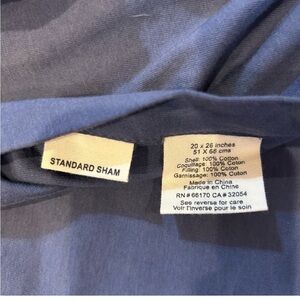 STANDARD SHAM
20 x 26 inches
51 X 66 cms
Shell: 100% Cotton
Coquillage: 100% Coton
Filling: 100% Cotton
Garnissage: 100% Coton
Made in China
Fabriqué en Chine
RN# 66170 CA# 32054
See reverse for care
Voir l'inverse pour le soin